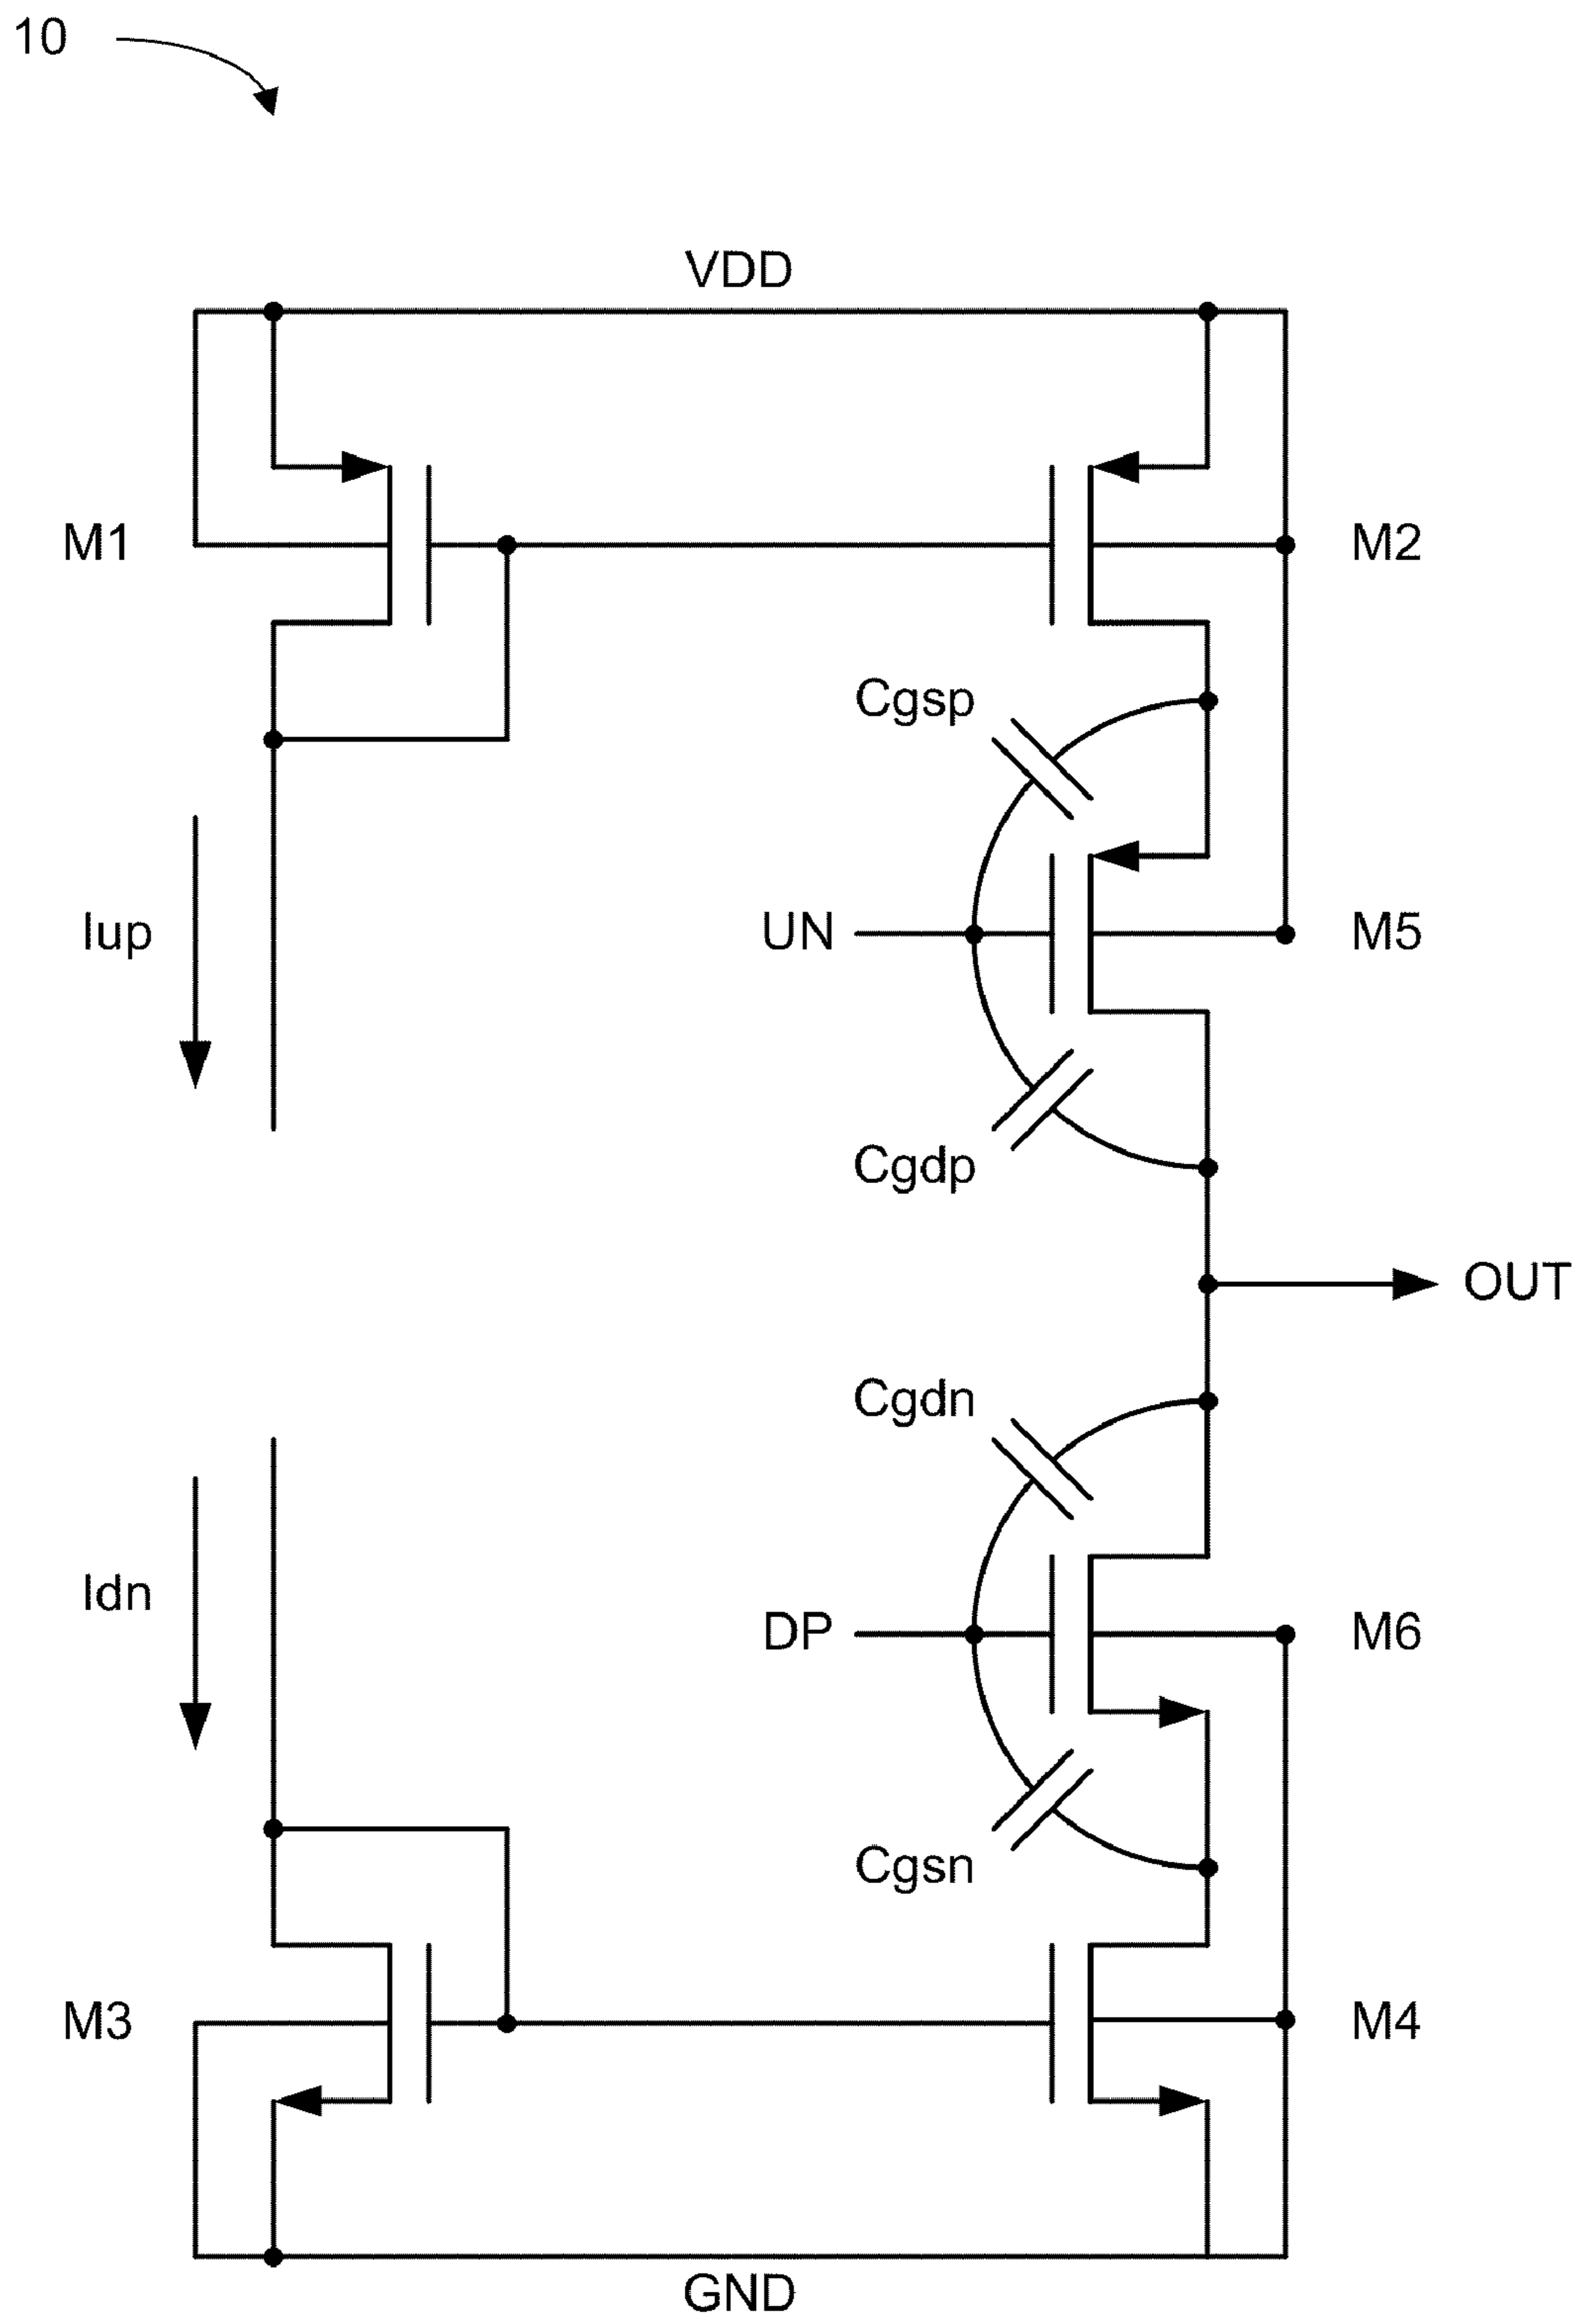 10
VDD
M1
M2
Cgsp
Iup
UN
M5
Cgdp
OUT
Cgdn
Idn
DP
M6
Cgsn
M3
M4
GND